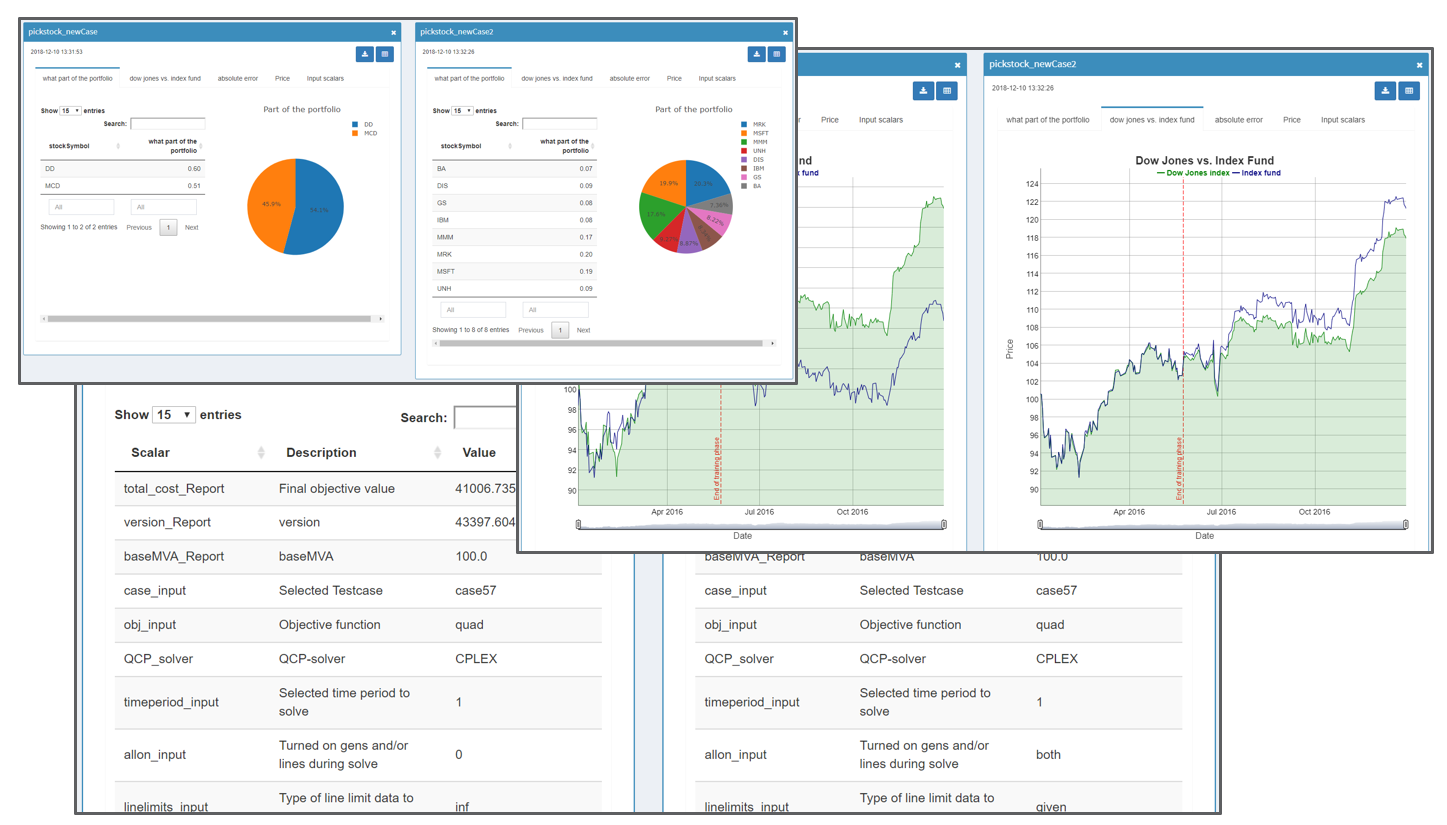 pickstock_newCase
2018-12-10 13:31:53
what part of the portfolio dow jones vs. index fund absolute error Price Input scalars
Show 15 entries
Search:
stockSymbol what part of the portfolio
DD 0.60
MCD 0.51
All All
Showing 1 to 2 of 2 entries Previous 1 Next
Part of the portfolio
DD
MCD
45.9%
54.1%
pickstock_newCase2
2018-12-10 13:32:26
what part of the portfolio dow jones vs. index fund absolute error Price Input scalars
Show 15 entries
Search:
stockSymbol what part of the portfolio
BA 0.07
DIS 0.09
GS 0.08
IBM 0.08
MMM 0.17
MRK 0.20
MSFT 0.19
UNH 0.09
All All
Showing 1 to 8 of 8 entries Previous 1 Next
Part of the portfolio
MRK
MSFT
MMM
UNH
DIS
IBM
GS
BA
19.8%
17.6%
8.87%
8.22%
7.36%
r Price Input scalars
nd
x fund
100
98
96
94
92
90
End of training phase
Apr 2016 Jul 2016 Oct 2016
Date
pickstock_newCase2
2018-12-10 13:32:26
what part of the portfolio dow jones vs. index fund absolute error Price Input scalars
Dow Jones vs. Index Fund
Dow Jones index index fund
124
122
120
118
116
114
112
110
108
106
104
102
100
98
96
94
92
90
Price
End of training phase
Apr 2016 Jul 2016 Oct 2016
Date
Show 15 entries
Search:
Scalar Description Value
total_cost_Report Final objective value 41006.735
version_Report version 43397.604
baseMVA_Report baseMVA 100.0
case_input Selected Testcase case57
obj_input Objective function quad
QCP_solver QCP-solver CPLEX
timeperiod_input Selected time period to solve 1
allon_input Turned on gens and/or lines during solve 0
linelimits_input Type of line limit data to inf
baseMVA_Report baseMVA 100.0
case_input Selected Testcase case57
obj_input Objective function quad
QCP_solver QCP-solver CPLEX
timeperiod_input Selected time period to solve 1
allon_input Turned on gens and/or lines during solve both
linelimits_input Type of line limit data to given